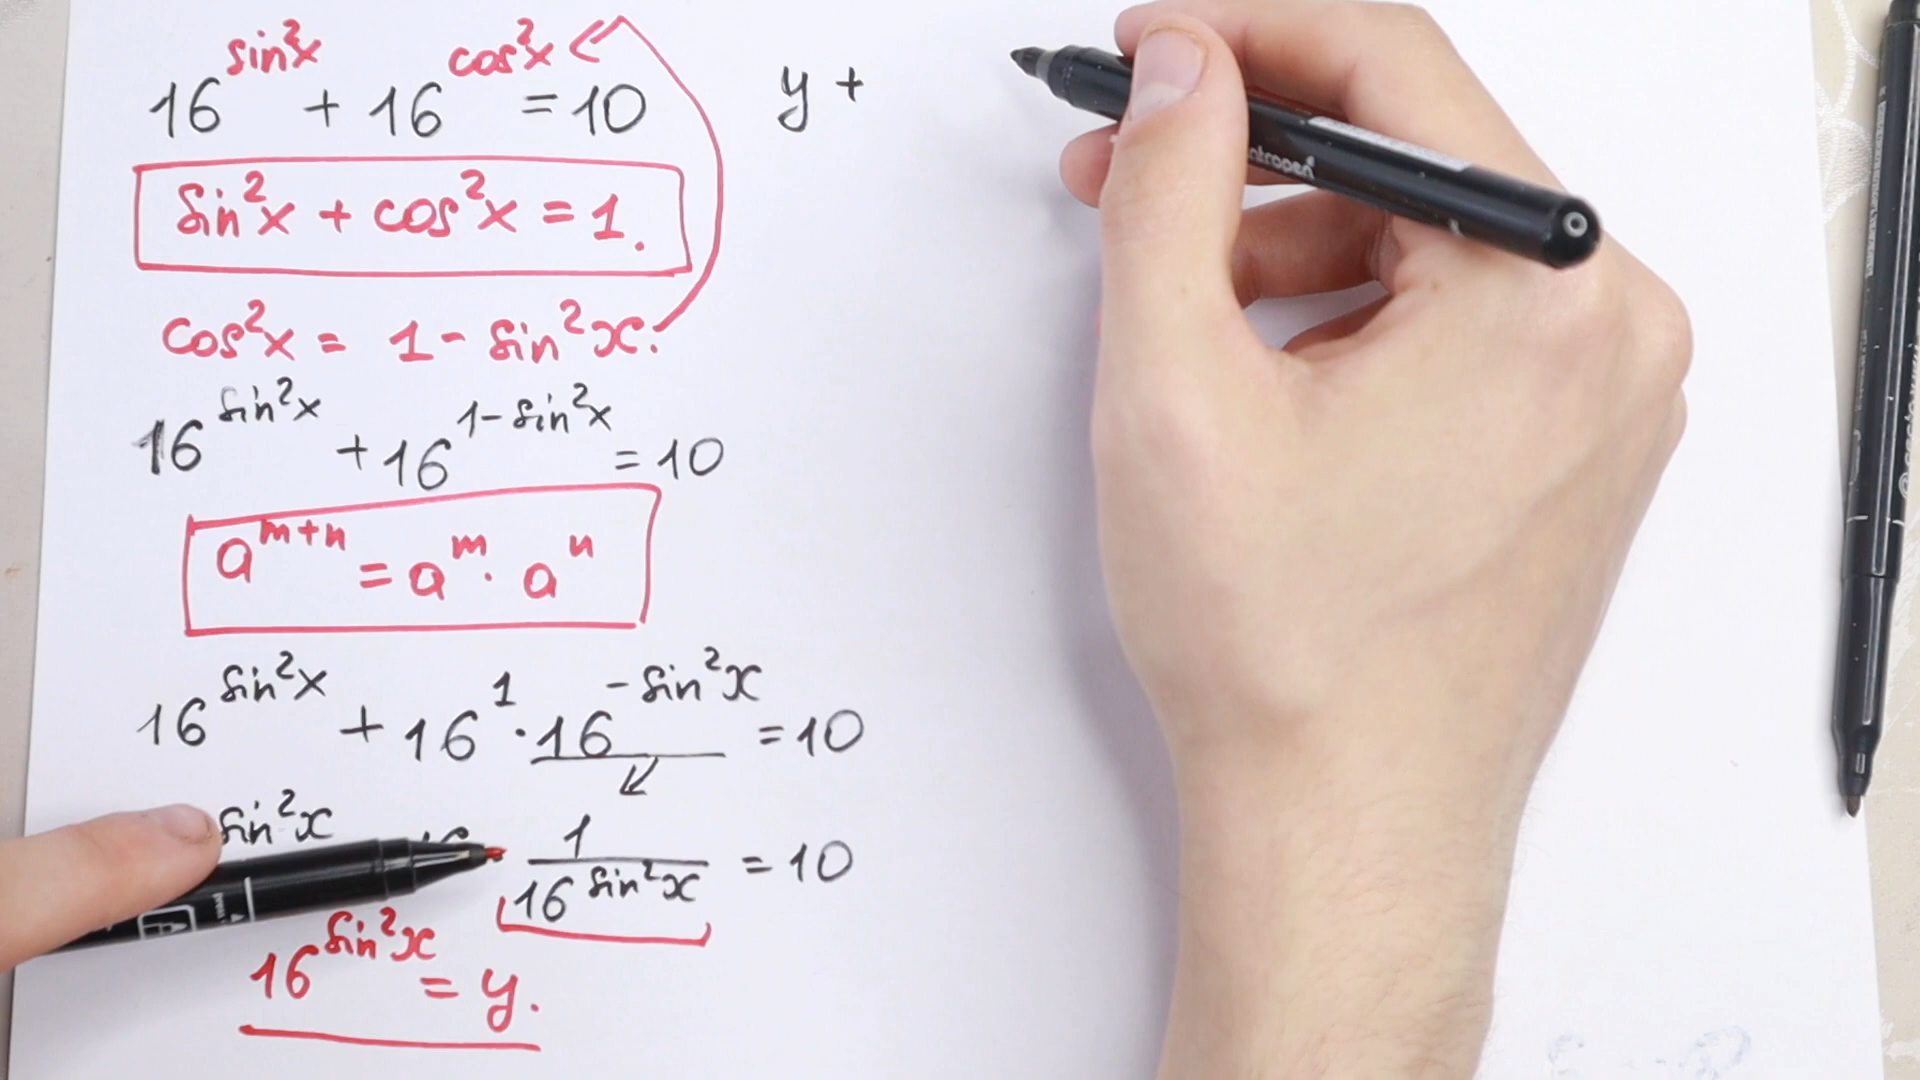 16^{sin²x} + 16^{cos²x} = 10
sin²x + cos²x = 1.
cos²x = 1 - sin²x.
16^{sin²x} + 16^{1-sin²x} = 10
a^{m+n} = a^m · a^n
16^{sin²x} + 16^1 · 16^{-sin²x} = 10
sin²x 1/16^{sin²x} = 10
16^{sin²x} = y.
y +
ntropen